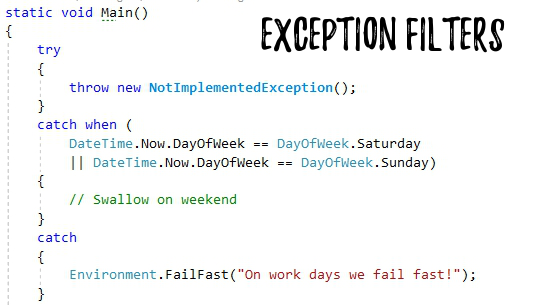 static void Main()
EXCEPTION FILTERS
{
try
{
throw new NotImplementedException();
}
catch when (
DateTime.Now.DayOfWeek == DayOfWeek.Saturday
|| DateTime.Now.DayOfWeek == DayOfWeek.Sunday)
{
// Swallow on weekend
}
catch
{
Environment.FailFast("On work days we fail fast!");
}